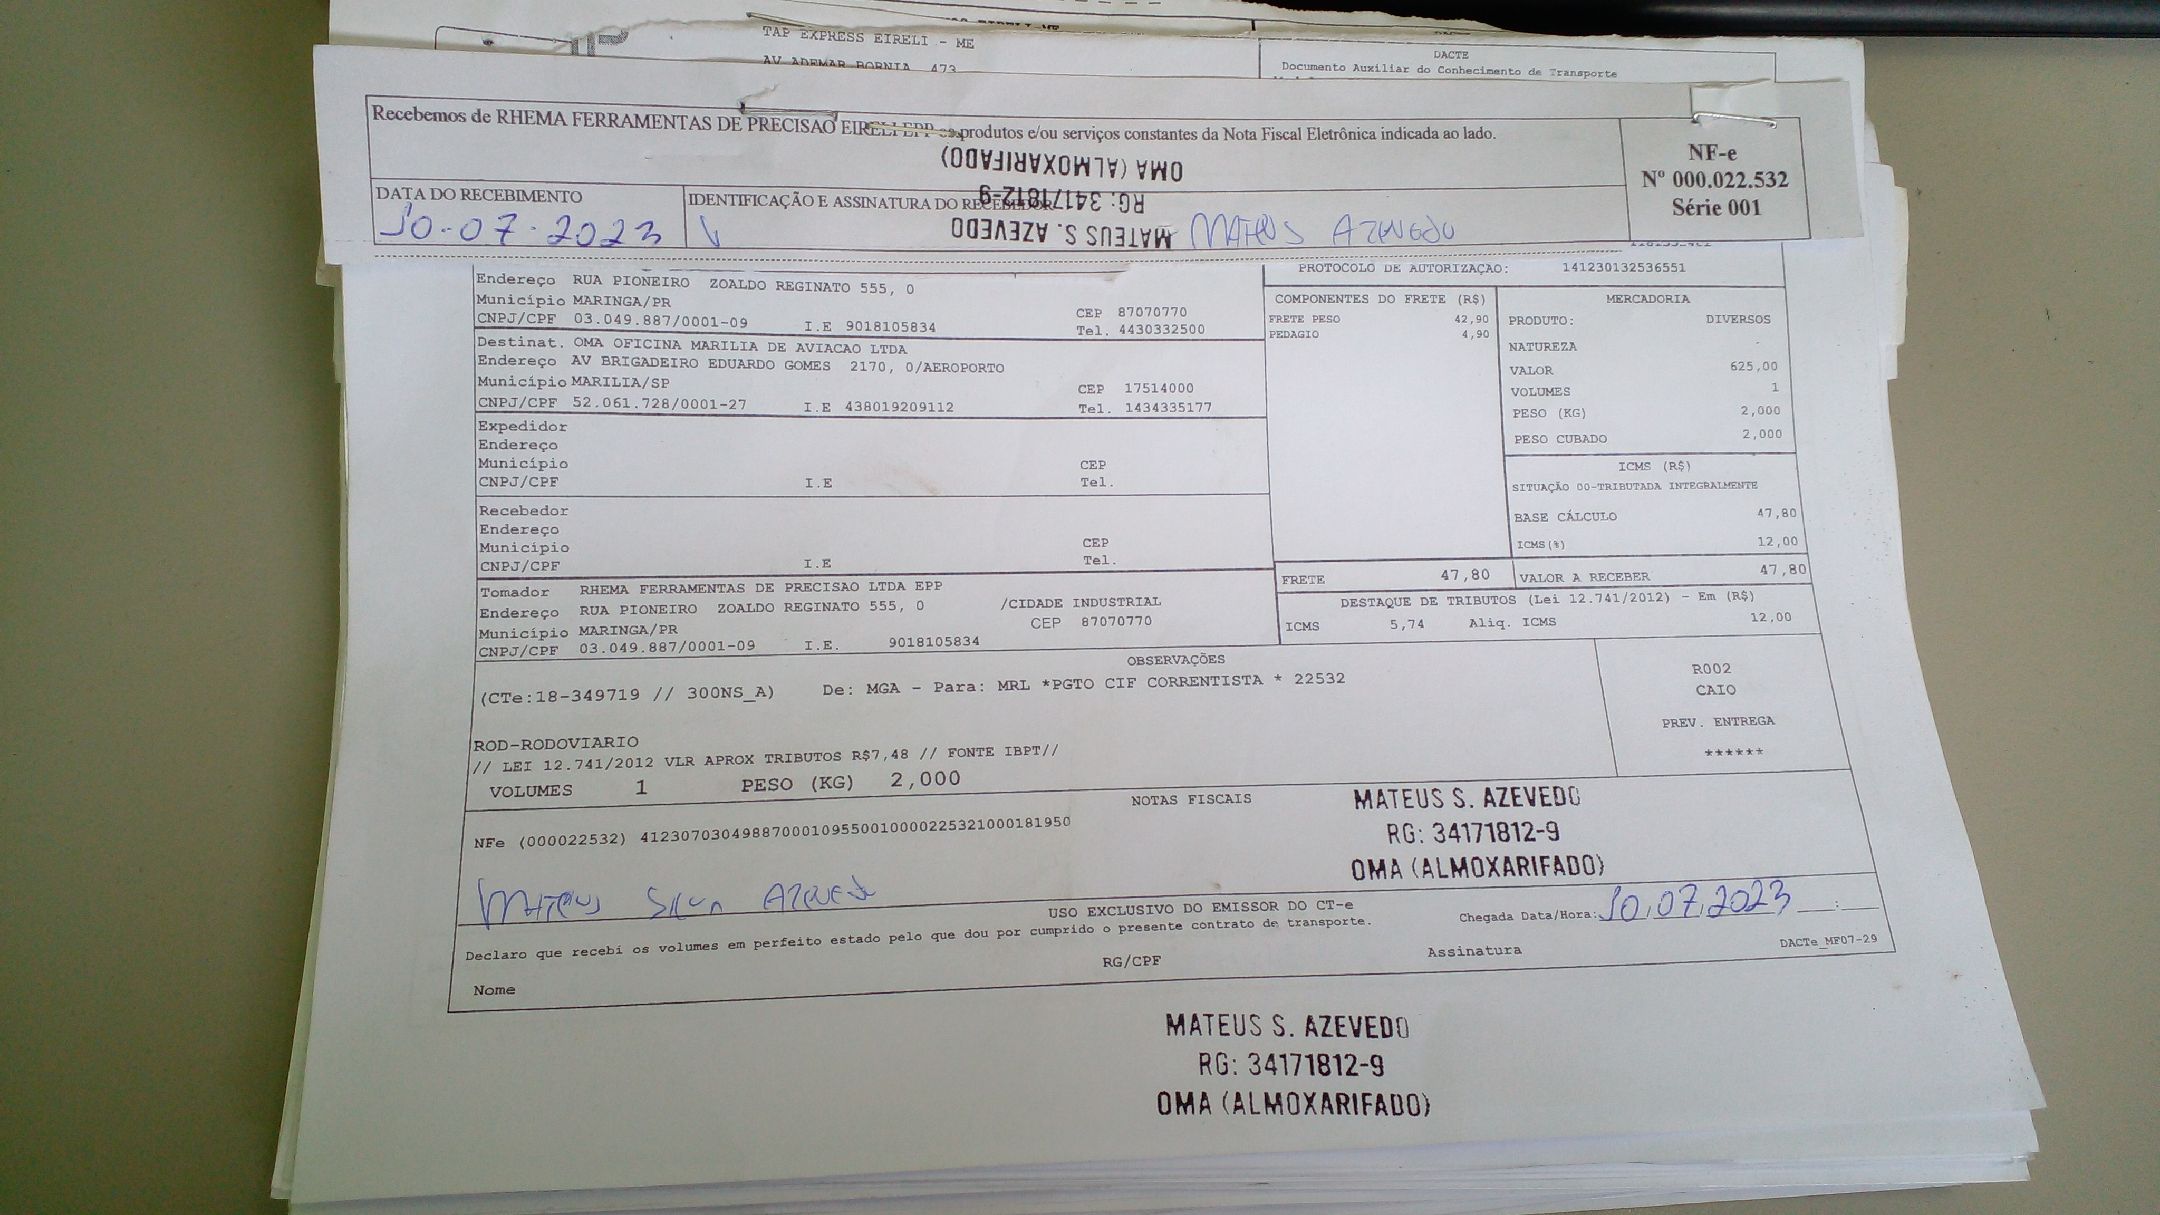 TAP EXPRESS EIRELI - ME
AV ADEMAR BORNIA 473
DACTE
Documento Auxiliar do Conhecimento de Transporte
Recebemos de RHEMA FERRAMENTAS DE PRECISAO EIRELI EPP os produtos e/ou serviços constantes da Nota Fiscal Eletrônica indicada ao lado.
NF-e
Nº 000.022.532
Série 001
MATEUS S. AZEVEDO
RG: 34171812-9
OMA (ALMOXARIFADO)
DATA DO RECEBIMENTO
10-07-2023
IDENTIFICAÇÃO E ASSINATURA DO RECEBEDOR
MATEUS AZEVEDO
Endereço RUA PIONEIRO ZOALDO REGINATO 555, 0
Município MARINGA/PR CEP 87070770
CNPJ/CPF 03.049.887/0001-09 I.E 9018105834 Tel. 4430332500
Destinat. OMA OFICINA MARILIA DE AVIACAO LTDA
Endereço AV BRIGADEIRO EDUARDO GOMES 2170, 0/AEROPORTO
Município MARILIA/SP CEP 17514000
CNPJ/CPF 52.061.728/0001-27 I.E 438019209112 Tel. 1434335177
Expedidor
Endereço
Município CEP
CNPJ/CPF I.E Tel.
Recebedor
Endereço
Município CEP
CNPJ/CPF I.E Tel.
Tomador RHEMA FERRAMENTAS DE PRECISAO LTDA EPP
Endereço RUA PIONEIRO ZOALDO REGINATO 555, 0 /CIDADE INDUSTRIAL
Município MARINGA/PR CEP 87070770
CNPJ/CPF 03.049.887/0001-09 I.E. 9018105834
PROTOCOLO DE AUTORIZAÇAO: 141230132536551
COMPONENTES DO FRETE (R$)
FRETE PESO 42,90
PEDAGIO 4,90
MERCADORIA
PRODUTO: DIVERSOS
NATUREZA
VALOR 625,00
VOLUMES 1
PESO (KG) 2,000
PESO CUBADO 2,000
ICMS (R$)
SITUAÇÃO 00-TRIBUTADA INTEGRALMENTE
BASE CÁLCULO 47,80
ICMS(%) 12,00
FRETE 47,80 VALOR A RECEBER 47,80
DESTAQUE DE TRIBUTOS (Lei 12.741/2012) - Em (R$)
ICMS 5,74 Aliq. ICMS 12,00
OBSERVAÇÕES
(CTe:18-349719 // 300NS_A) De: MGA - Para: MRL *PGTO CIF CORRENTISTA * 22532
R002
CAIO
PREV. ENTREGA
******
ROD-RODOVIARIO
// LEI 12.741/2012 VLR APROX TRIBUTOS R$7,48 // FONTE IBPT//
VOLUMES 1 PESO (KG) 2,000
NOTAS FISCAIS
NFe (000022532) 41230703049887000109550010000225321000181950
MATEUS S. AZEVEDO
RG: 34171812-9
OMA (ALMOXARIFADO)
MATEUS SILVA AZEVEDO
USO EXCLUSIVO DO EMISSOR DO CT-e
Chegada Data/Hora: 10.07.2023 __:__
Declaro que recebi os volumes em perfeito estado pelo que dou por cumprido o presente contrato de transporte.
Nome RG/CPF Assinatura DACTe_MF07-29
MATEUS S. AZEVEDO
RG: 34171812-9
OMA (ALMOXARIFADO)